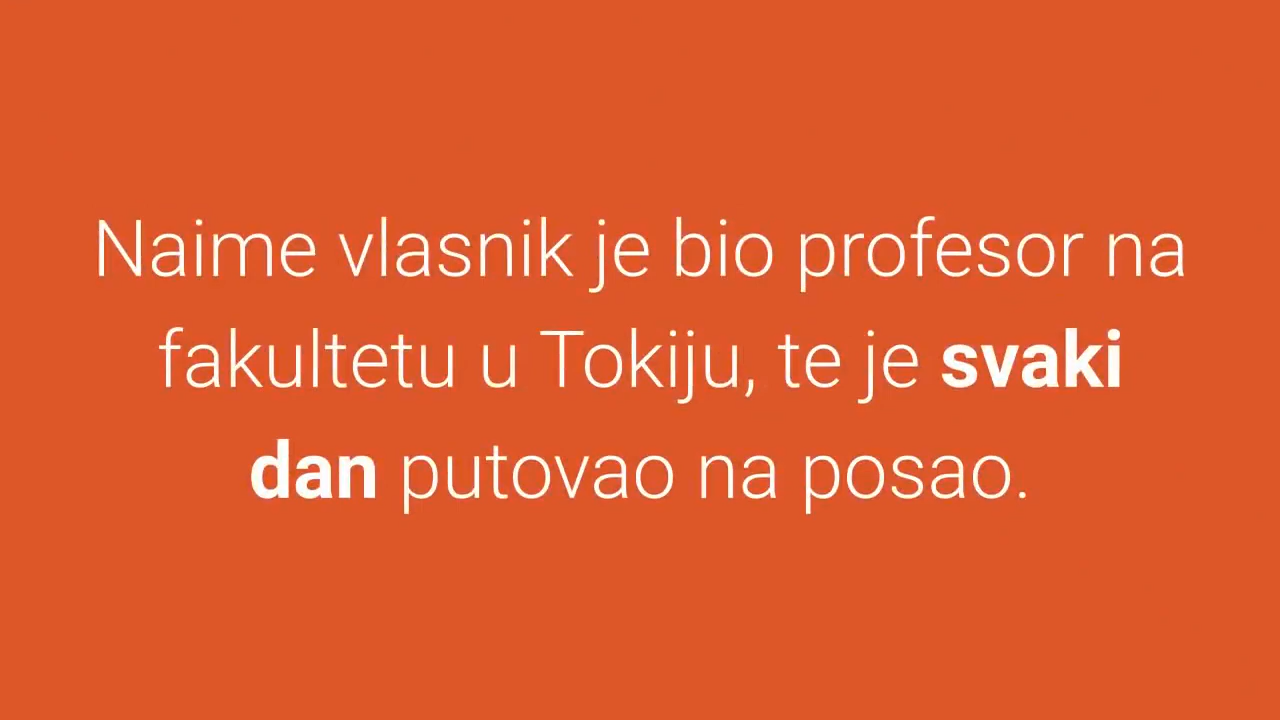 Naime vlasnik je bio profesor na
fakultetu u Tokiju, te je svaki
dan putovao na posao.